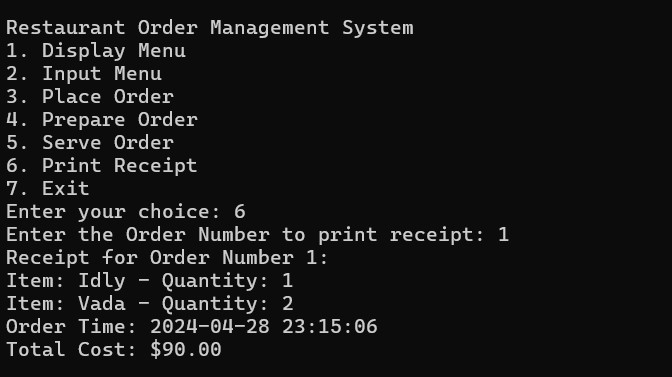 Restaurant Order Management System
1. Display Menu
2. Input Menu
3. Place Order
4. Prepare Order
5. Serve Order
6. Print Receipt
7. Exit
Enter your choice: 6
Enter the Order Number to print receipt: 1
Receipt for Order Number 1:
Item: Idly - Quantity: 1
Item: Vada - Quantity: 2
Order Time: 2024-04-28 23:15:06
Total Cost: $90.00